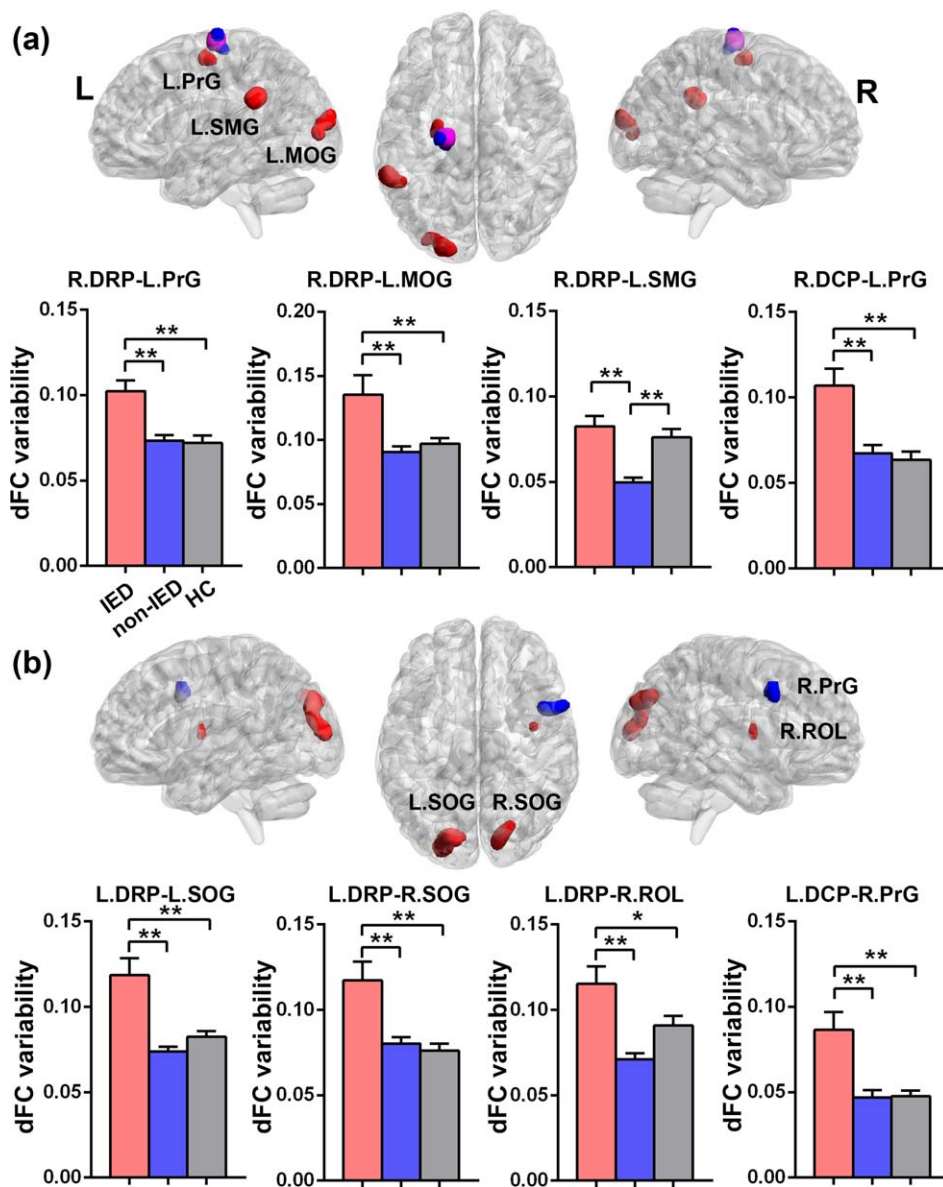 (a)
L
R
L.PrG
L.SMG
L.MOG
R.DRP-L.PrG
R.DRP-L.MOG
R.DRP-L.SMG
R.DCP-L.PrG
dFC variability
0.15
0.10
0.05
0.00
**
**
IED
non-IED
HC
dFC variability
0.20
0.15
0.10
0.05
0.00
**
**
dFC variability
0.15
0.10
0.05
0.00
**
**
dFC variability
0.15
0.10
0.05
0.00
**
**
(b)
R.PrG
R.ROL
L.SOG
R.SOG
L.DRP-L.SOG
L.DRP-R.SOG
L.DRP-R.ROL
L.DCP-R.PrG
dFC variability
0.15
0.10
0.05
0.00
**
**
dFC variability
0.15
0.10
0.05
0.00
**
**
dFC variability
0.15
0.10
0.05
0.00
*
**
dFC variability
0.15
0.10
0.05
0.00
**
**